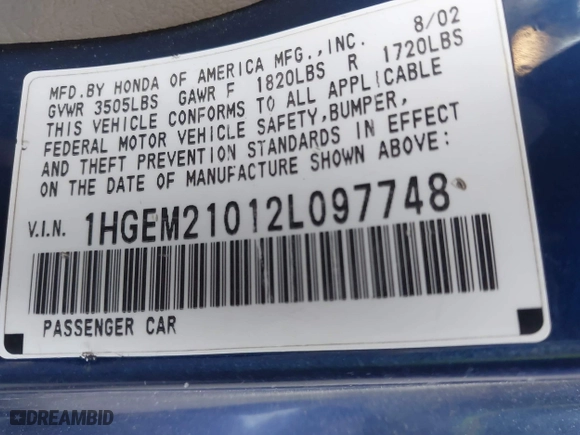 8/02
MFD.BY HONDA OF AMERICA MFG.,INC.
GVWR 3505LBS GAWR F 1820LBS R 1720LBS
THIS VEHICLE CONFORMS TO ALL APPLICABLE
FEDERAL MOTOR VEHICLE SAFETY,BUMPER,
AND THEFT PREVENTION STANDARDS IN EFFECT
ON THE DATE OF MANUFACTURE SHOWN ABOVE:
V.I.N. 1HGEM21012L097748
PASSENGER CAR
DREAMBID